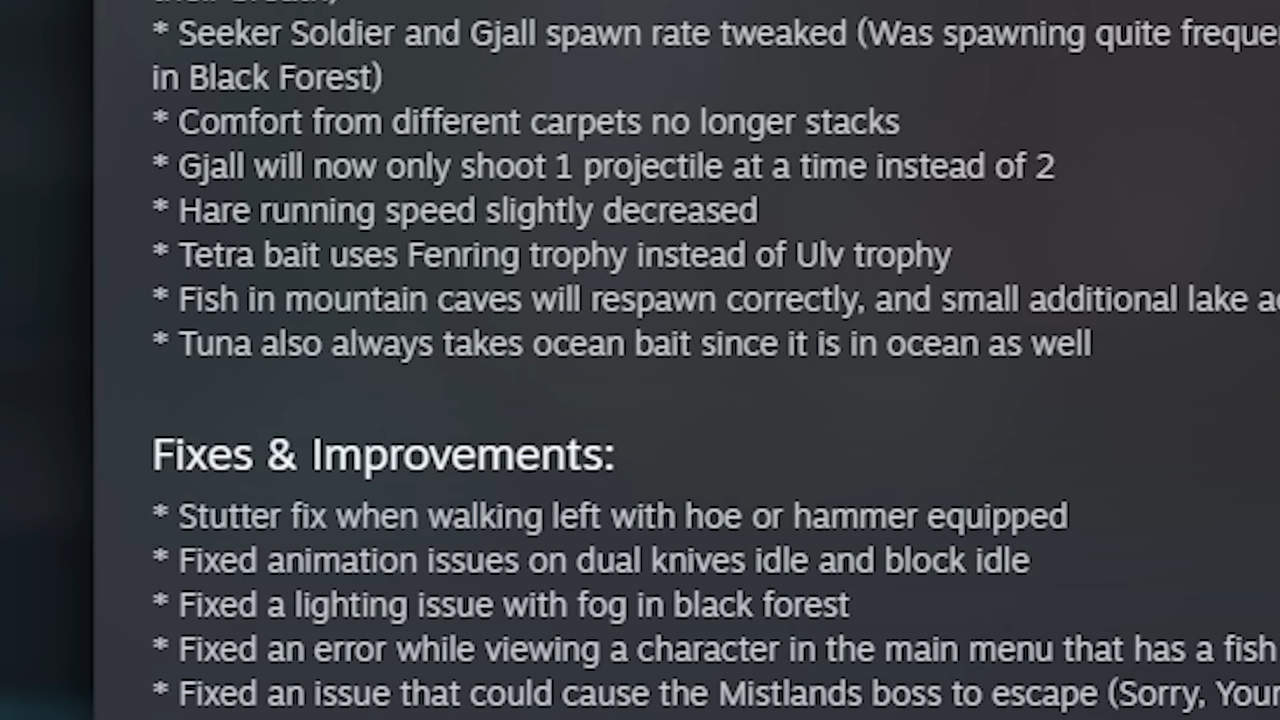 * Seeker Soldier and Gjall spawn rate tweaked (Was spawning quite
in Black Forest)
* Comfort from different carpets no longer stacks
* Gjall will now only shoot 1 projectile at a time instead of 2
* Hare running speed slightly decreased
* Tetra bait uses Fenring trophy instead of Ulv trophy
* Fish in mountain caves will respawn correctly, and small additional lake
* Tuna also always takes ocean bait since it is in ocean as well
Fixes & Improvements:
* Stutter fix when walking left with hoe or hammer equipped
* Fixed animation issues on dual knives idle and block idle
* Fixed a lighting issue with fog in black forest
* Fixed an error while viewing a character in the main menu that has a fish
* Fixed an issue that could cause the Mistlands boss to escape (Sorry,